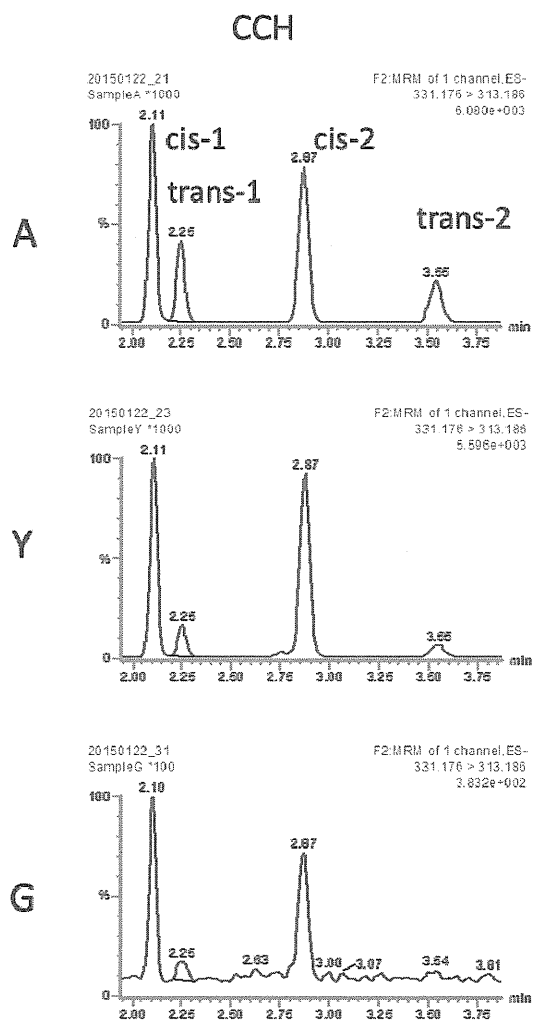 CCH
20150122_21
SampleA *1000
F2:MRM of 1 channel,ES-
331.176 > 313.186
6.080e+003
A
100
%
0
2.11
cis-1
2.25
trans-1
2.87
cis-2
3.55
trans-2
2.00 2.25 2.50 2.75 3.00 3.25 3.50 3.75 min
20150122_23
SampleY *1000
F2:MRM of 1 channel,ES-
331.176 > 313.186
5.596e+003
Y
100
%
0
2.11
2.25
2.87
3.55
2.00 2.25 2.50 2.75 3.00 3.25 3.50 3.75 min
20150122_31
SampleG *100
F2:MRM of 1 channel,ES-
331.176 > 313.186
3.832e+002
G
100
%
0
2.10
2.25
2.63
2.87
3.00
3.07
3.54
3.81
2.00 2.25 2.50 2.75 3.00 3.25 3.50 3.75 min